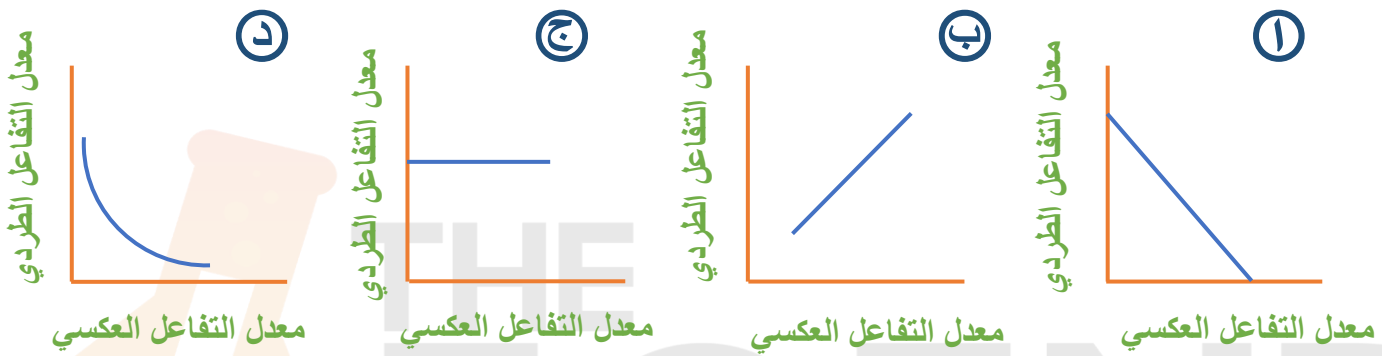 ا
معدل التفاعل الطردي
معدل التفاعل العكسي
ب
معدل التفاعل الطردي
معدل التفاعل العكسي
ج
معدل التفاعل الطردي
معدل التفاعل العكسي
د
معدل التفاعل الطردي
معدل التفاعل العكسي
THE